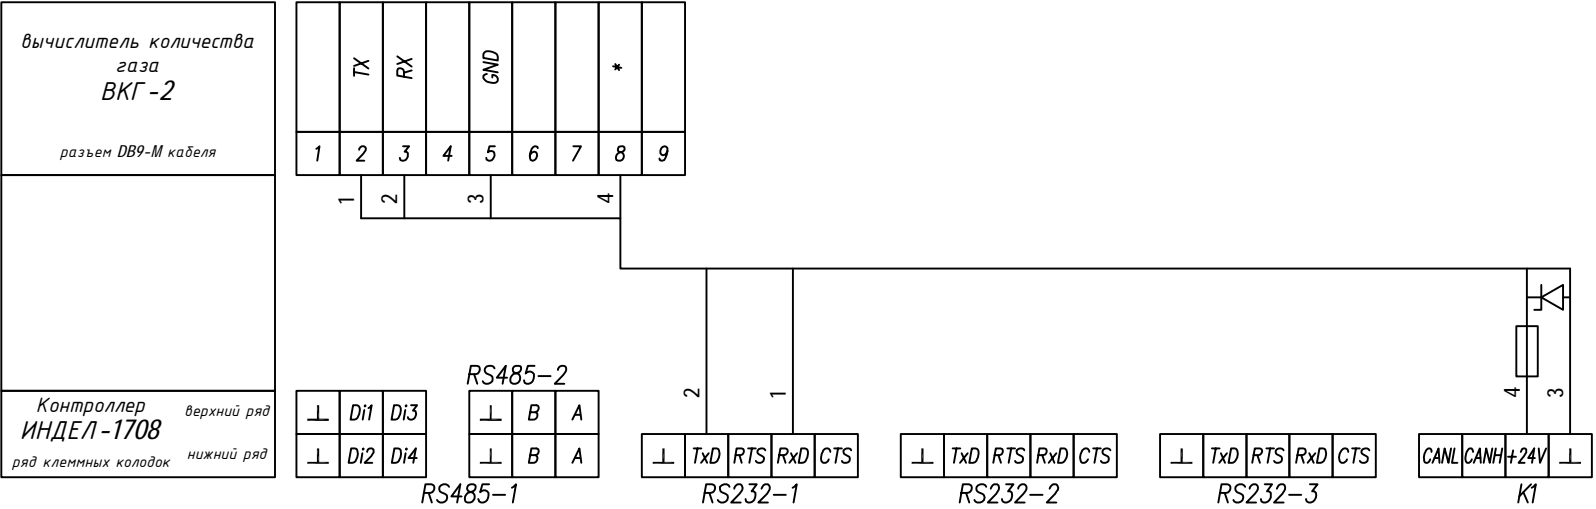 вычислитель количества
газа
ВКГ-2
разъем DB9-М кабеля
TX RX GND *
1 2 3 4 5 6 7 8 9
1 2 3 4
2 1 4 3
RS485-2
Контроллер
ИНДЕЛ-1708
ряд клеммных колодок
верхний ряд
нижний ряд
⊥ Di1 Di3 ⊥ B A
⊥ Di2 Di4 ⊥ B A
⊥ TxD RTS RxD CTS ⊥ TxD RTS RxD CTS ⊥ TxD RTS RxD CTS CANL CANH +24V ⊥
RS485-1 RS232-1 RS232-2 RS232-3 K1